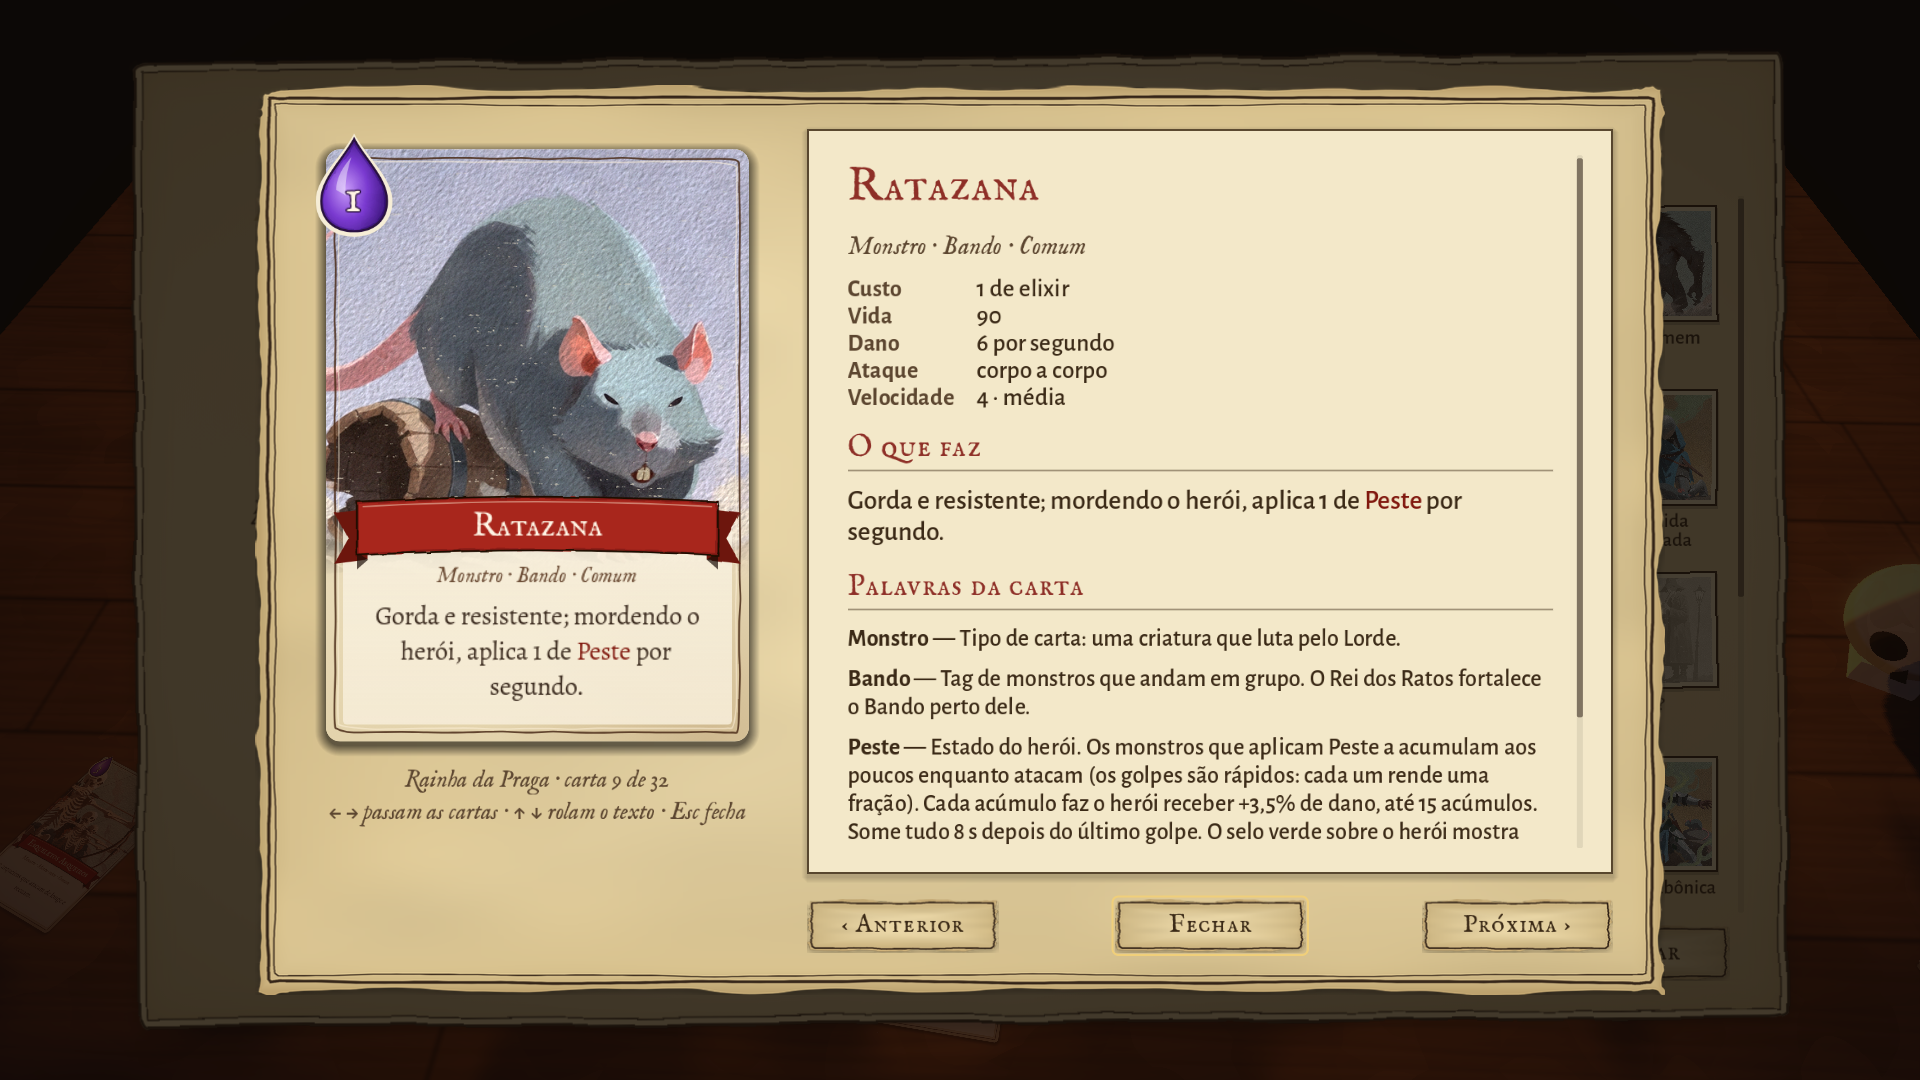 1
Ratazana
Monstro · Bando · Comum
Gorda e resistente; mordendo o
herói, aplica 1 de Peste por
segundo.
Rainha da Praga · carta 9 de 32
← → passam as cartas · ↑ ↓ rolam o texto · Esc fecha
Ratazana
Monstro · Bando · Comum
Custo 1 de elixir
Vida 90
Dano 6 por segundo
Ataque corpo a corpo
Velocidade 4 · média
O que faz
Gorda e resistente; mordendo o herói, aplica 1 de Peste por
segundo.
Palavras da carta
Monstro — Tipo de carta: uma criatura que luta pelo Lorde.
Bando — Tag de monstros que andam em grupo. O Rei dos Ratos fortalece
o Bando perto dele.
Peste — Estado do herói. Os monstros que aplicam Peste a acumulam aos
poucos enquanto atacam (os golpes são rápidos: cada um rende uma
fração). Cada acúmulo faz o herói receber +3,5% de dano, até 15 acúmulos.
Some tudo 8 s depois do último golpe. O selo verde sobre o herói mostra
‹ Anterior
Fechar
Próxima ›